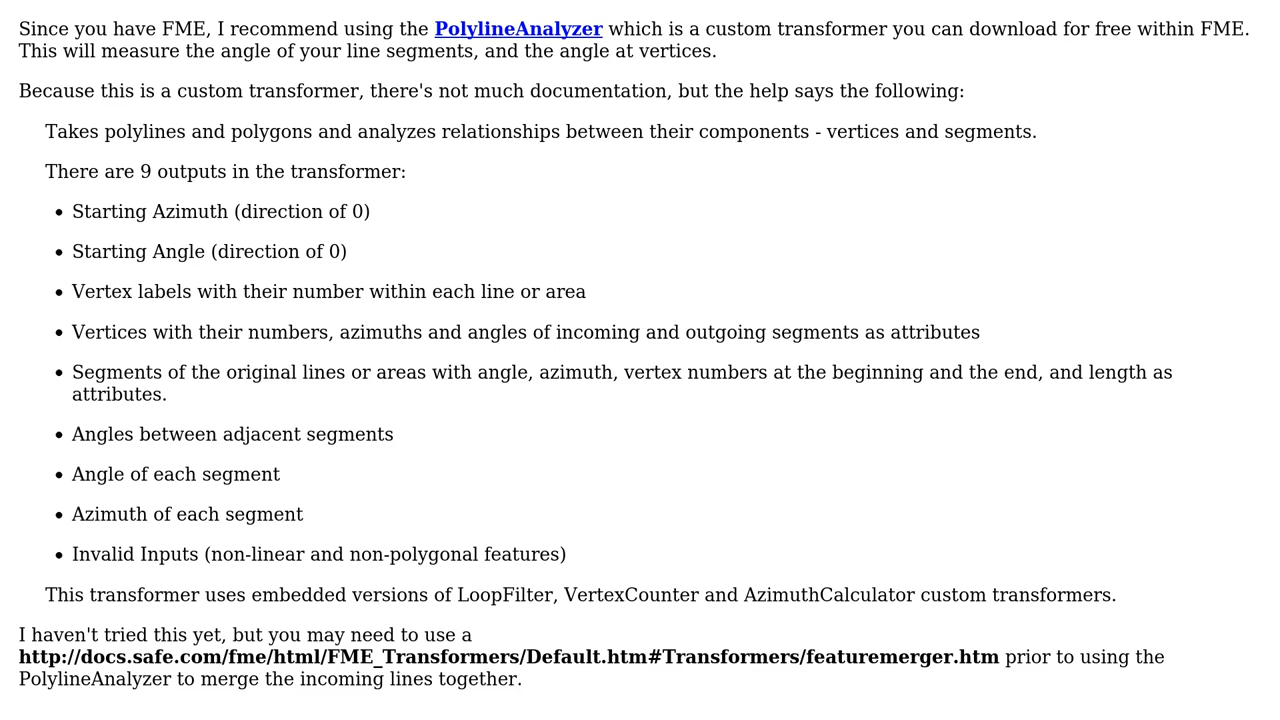 Since you have FME, I recommend using the PolylineAnalyzer which is a custom transformer you can download for free within FME.
This will measure the angle of your line segments, and the angle at vertices.
Because this is a custom transformer, there's not much documentation, but the help says the following:
Takes polylines and polygons and analyzes relationships between their components - vertices and segments.
There are 9 outputs in the transformer:
• Starting Azimuth (direction of 0)
• Starting Angle (direction of 0)
• Vertex labels with their number within each line or area
• Vertices with their numbers, azimuths and angles of incoming and outgoing segments as attributes
• Segments of the original lines or areas with angle, azimuth, vertex numbers at the beginning and the end, and length as
attributes.
• Angles between adjacent segments
• Angle of each segment
• Azimuth of each segment
• Invalid Inputs (non-linear and non-polygonal features)
This transformer uses embedded versions of LoopFilter, VertexCounter and AzimuthCalculator custom transformers.
I haven't tried this yet, but you may need to use a
http://docs.safe.com/fme/html/FME_Transformers/Default.htm#Transformers/featuremerger.htm prior to using the
PolylineAnalyzer to merge the incoming lines together.